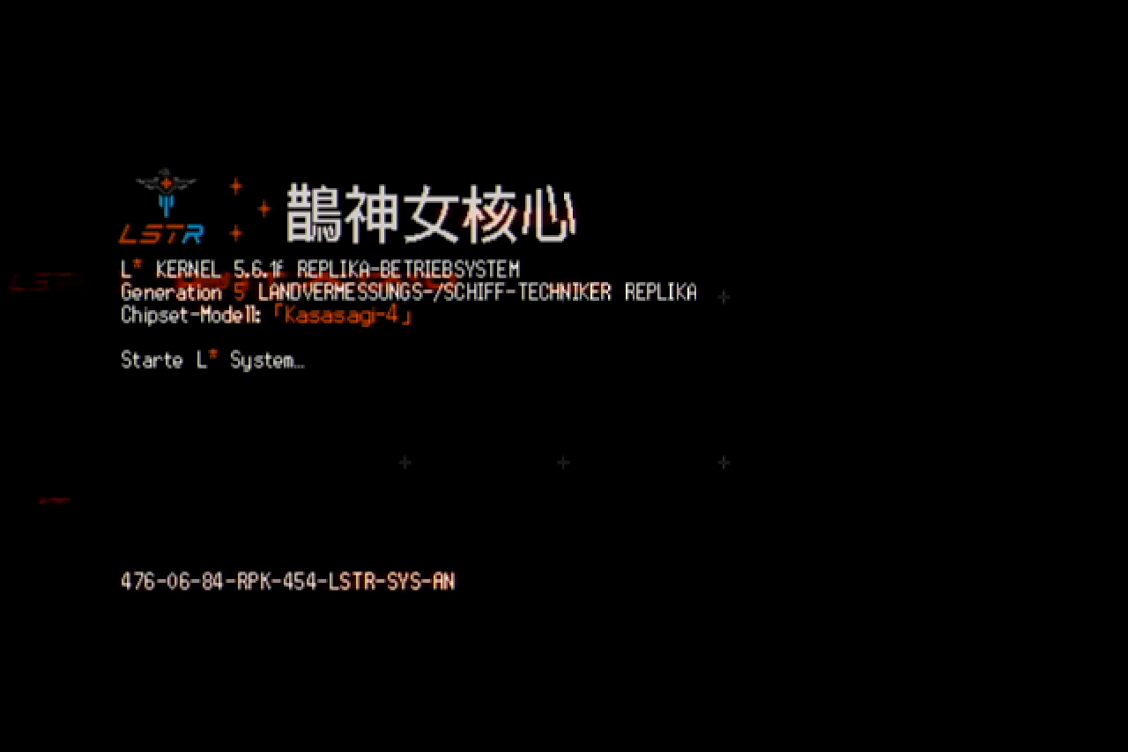 LSTR
鵲神女核心
L* KERNEL 5.6.1f REPLIKA-BETRIEBSYSTEM
Generation 5 LANDVERMESSUNGS-/SCHIFF-TECHNIKER REPLIKA
Chipset-Modell:「Kasasagi-4」
Starte L* System…
476-06-84-RPK-454-LSTR-SYS-AN